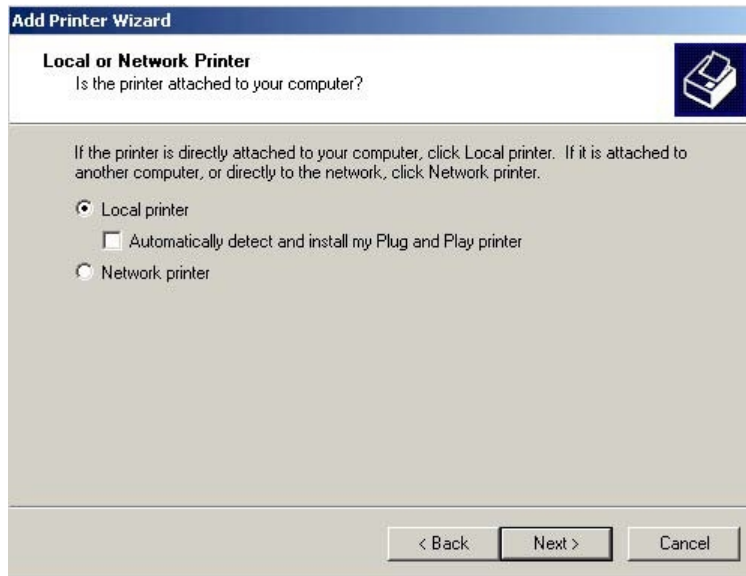 Add Printer Wizard
Local or Network Printer
Is the printer attached to your computer?
If the printer is directly attached to your computer, click Local printer. If it is attached to
another computer, or directly to the network, click Network printer.
Local printer
Automatically detect and install my Plug and Play printer
Network printer
< Back Next > Cancel